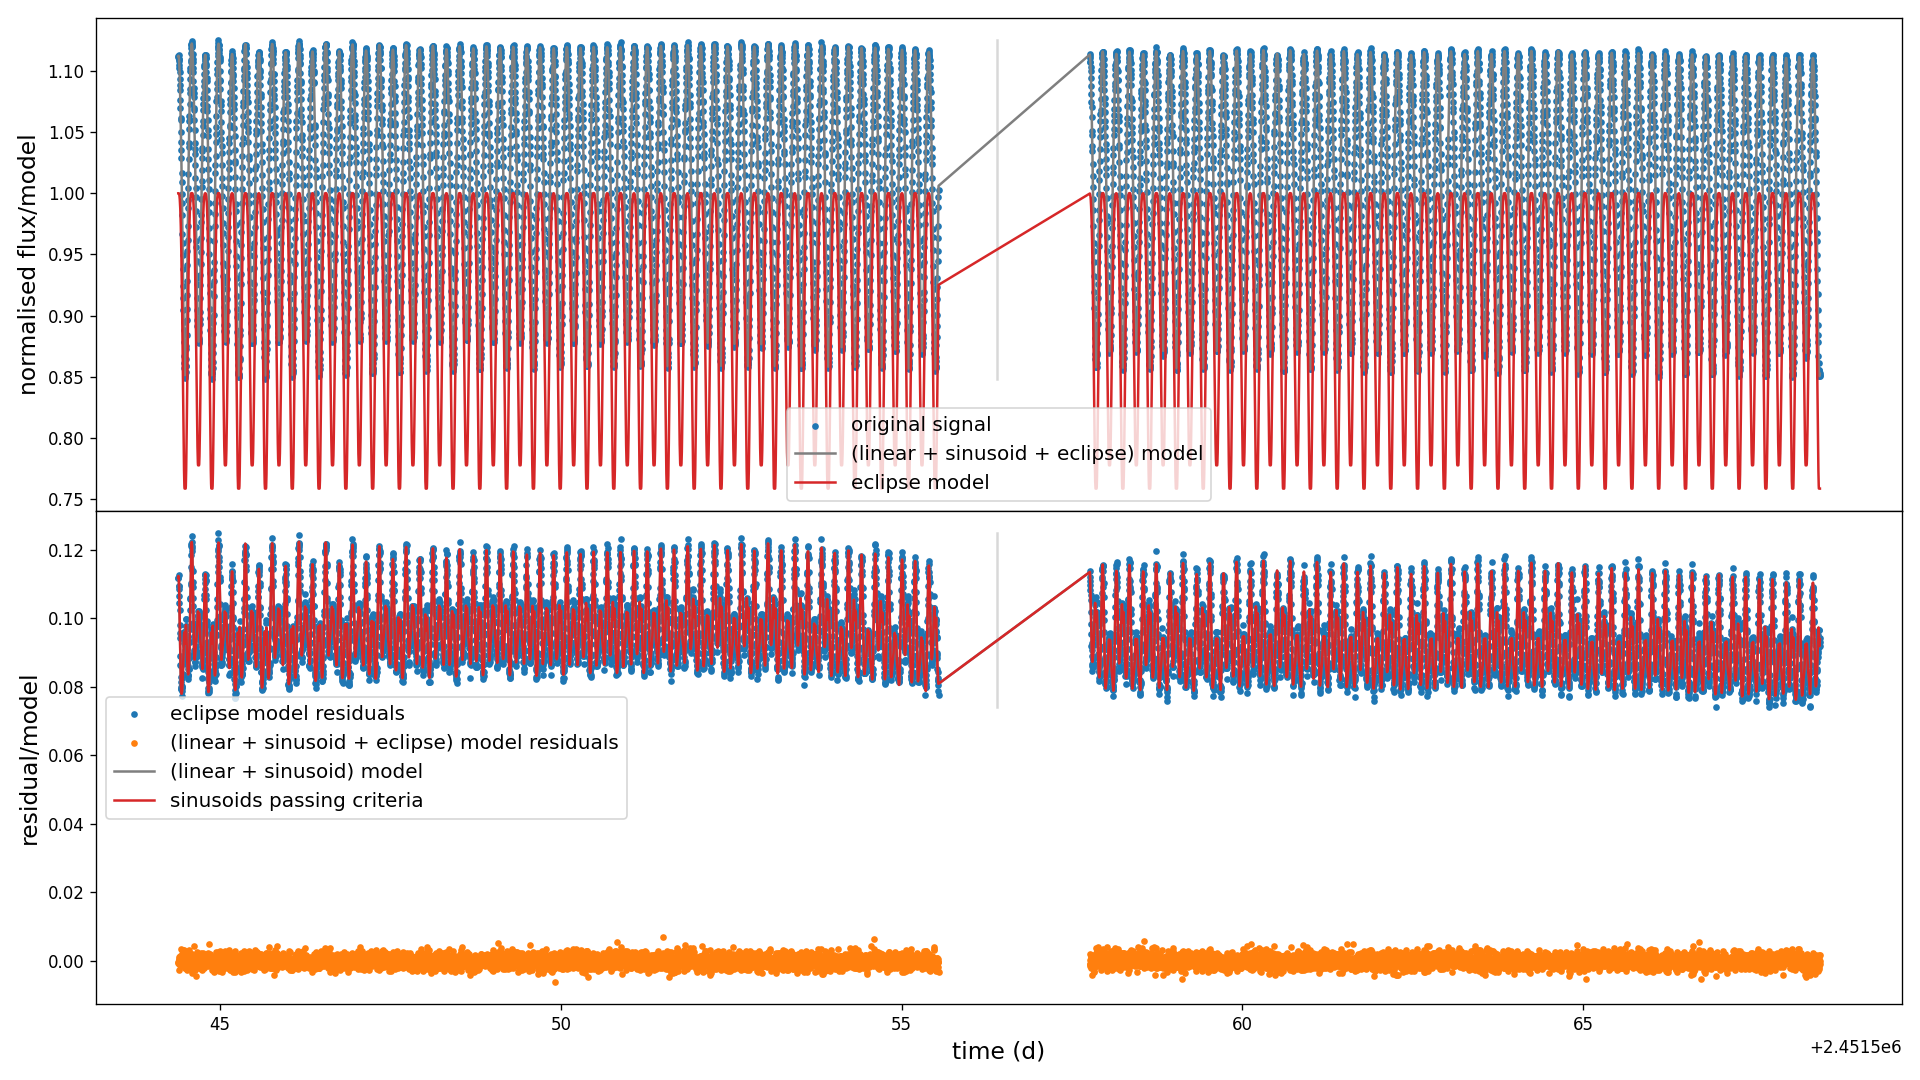 normalised flux/model
1.10
1.05
1.00
0.95
0.90
0.85
0.80
0.75
original signal
(linear + sinusoid + eclipse) model
eclipse model
residual/model
0.12
0.10
0.08
0.06
0.04
0.02
0.00
eclipse model residuals
(linear + sinusoid + eclipse) model residuals
(linear + sinusoid) model
sinusoids passing criteria
45
50
55
60
65
time (d)
+2.4515e6